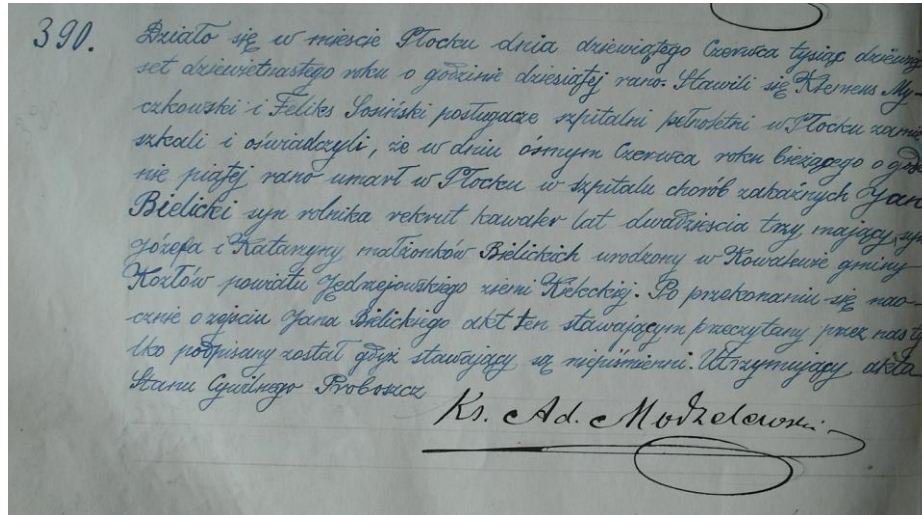 390.
Działo się w mieście Płocku dnia dziewiątego Czerwca tysiąc dziewięć-
set dziewiętnastego roku o godzinie dziesiątej rano. Stawili się Klemens My-
czkowski i Feliks Sosiński posługacze szpitalni pełnoletni w Płocku zamie
szkali i oświadczyli, że w dniu ósmym Czerwca roku bieżącego o godzi-
nie piątej rano umarł w Płocku w szpitalu chorób zakaźnych Jan
Bielicki syn rolnika rekrut kawaler lat dwadzieścia trzy mający, syn
Józefa i Katarzyny małżonków Bielickich urodzony w gminy
Kozłów powiatu Jędrzejowskiego ziemi Kieleckiej. Po przekonaniu się nao-
cznie o zejściu Jana Bielickiego akt ten stawającym przeczytany przez nas ty
lko podpisany został gdyż stawający są niepiśmienni. Utrzymujący akta
Stanu Cywilnego Proboszcz
Ks. Ad. Modzelewski